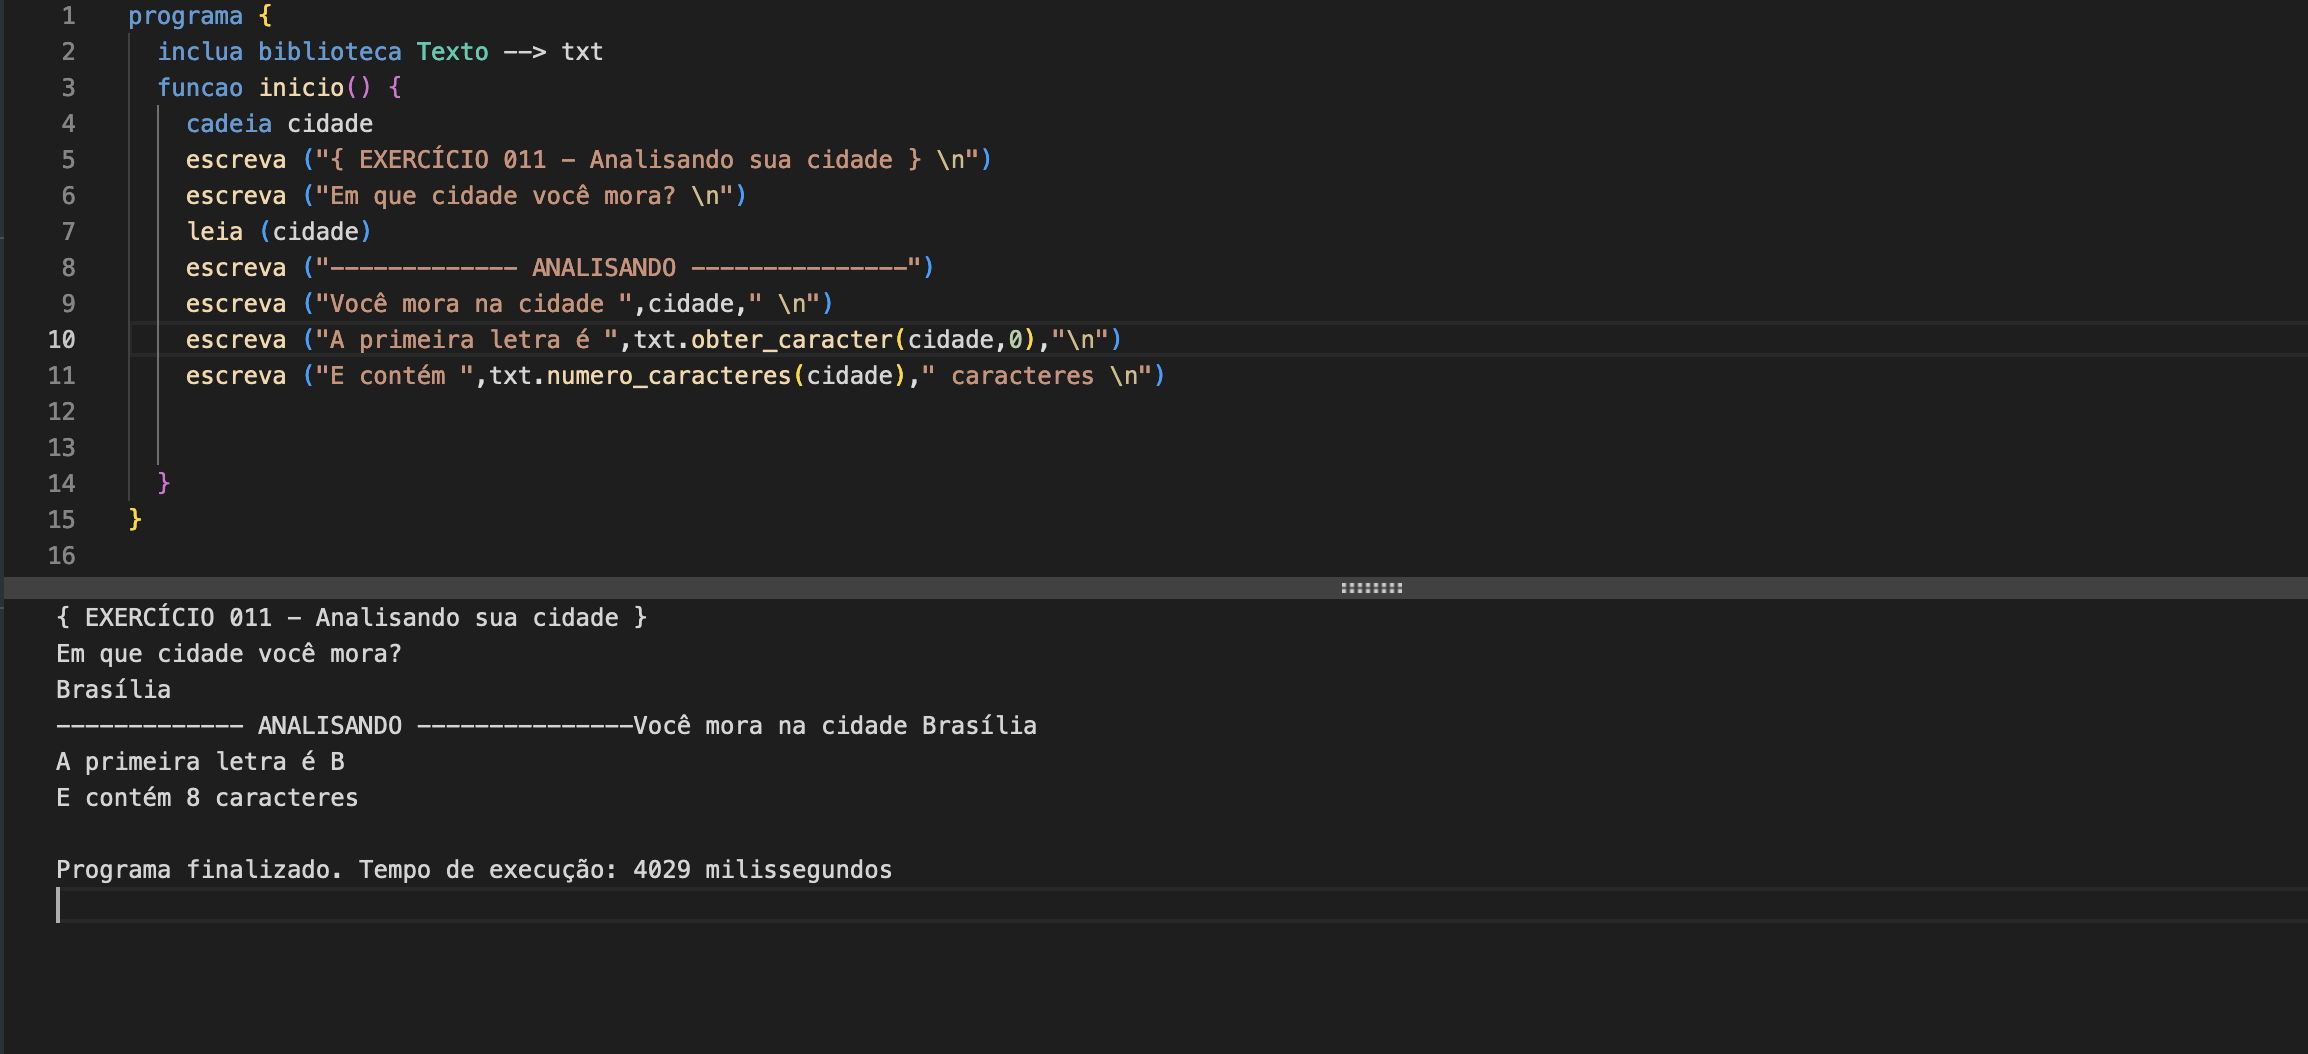 1 programa {
2 inclua biblioteca Texto --> txt
3 funcao inicio() {
4 cadeia cidade
5 escreva ("{ EXERCÍCIO 011 - Analisando sua cidade } \n")
6 escreva ("Em que cidade você mora? \n")
7 leia (cidade)
8 escreva ("------------- ANALISANDO ---------------")
9 escreva ("Você mora na cidade ",cidade," \n")
10 escreva ("A primeira letra é ",txt.obter_caracter(cidade,0),"\n")
11 escreva ("E contém ",txt.numero_caracteres(cidade)," caracteres \n")
12
13
14 }
15 }
16
{ EXERCÍCIO 011 - Analisando sua cidade }
Em que cidade você mora?
Brasília
------------- ANALISANDO ---------------Você mora na cidade Brasília
A primeira letra é B
E contém 8 caracteres
Programa finalizado. Tempo de execução: 4029 milissegundos